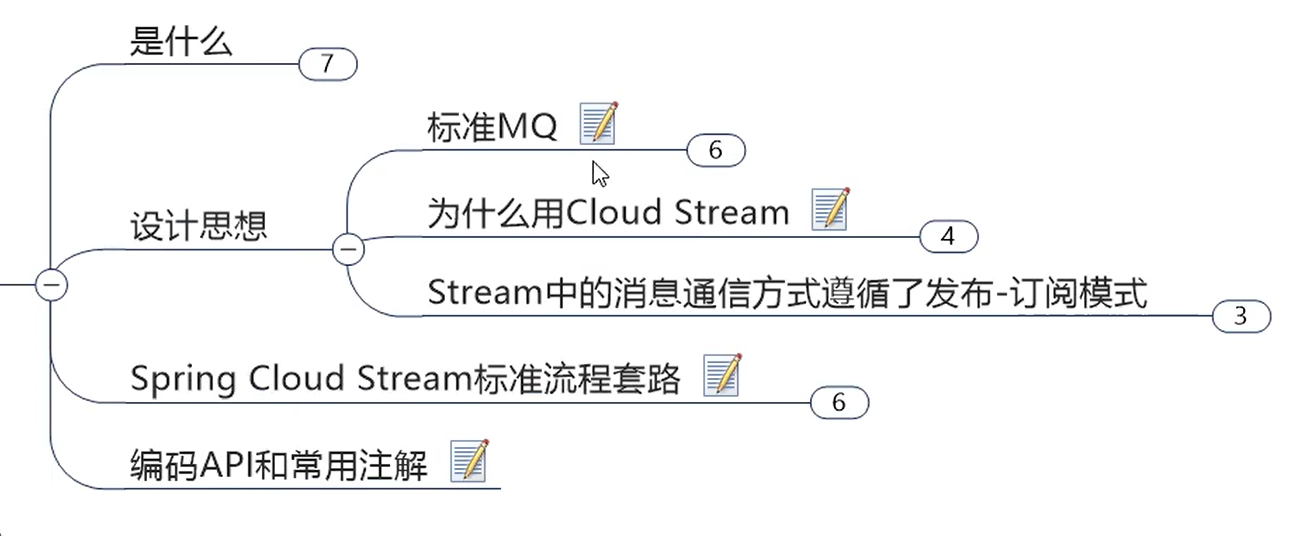 是什么
7
标准MQ
6
为什么用Cloud Stream
4
设计思想
Stream中的消息通信方式遵循了发布-订阅模式
3
Spring Cloud Stream标准流程套路
6
编码API和常用注解